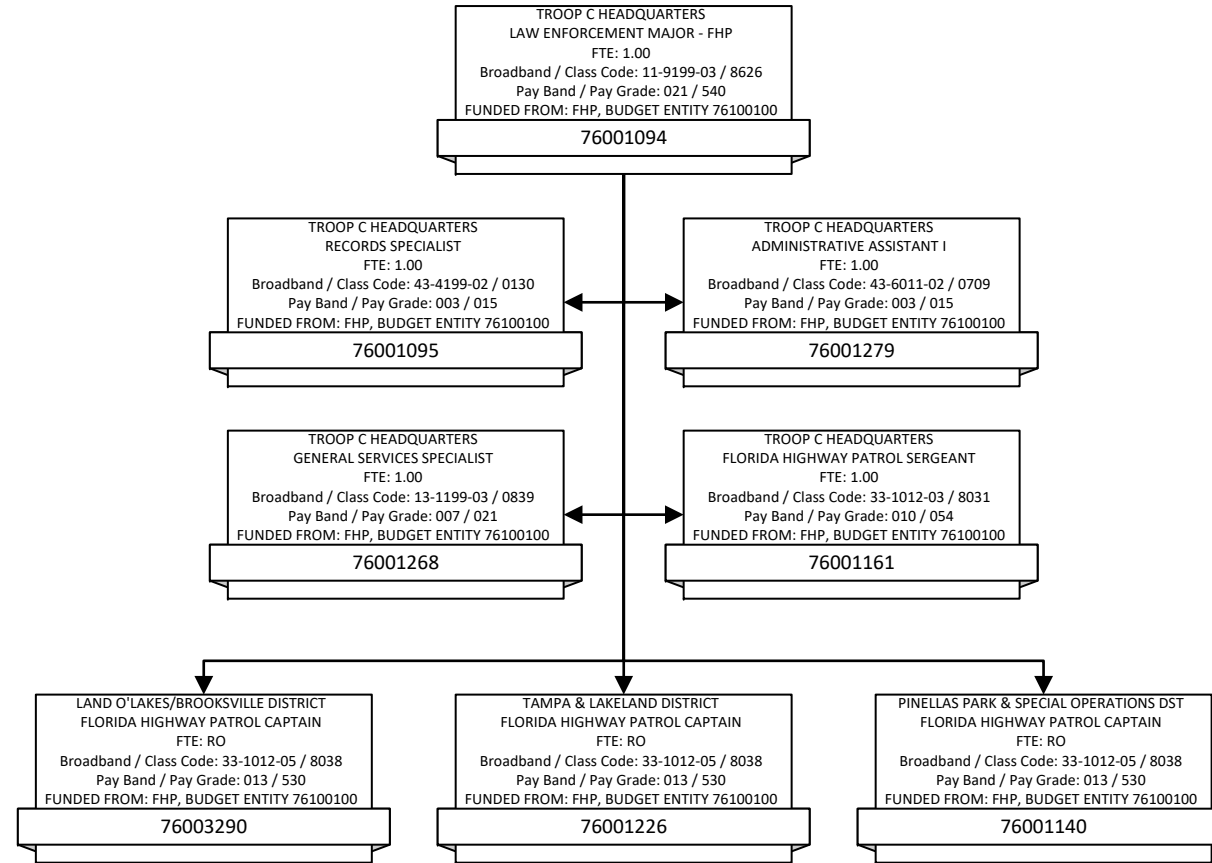 TROOP C HEADQUARTERS
LAW ENFORCEMENT MAJOR - FHP
FTE: 1.00
Broadband / Class Code: 11-9199-03 / 8626
Pay Band / Pay Grade: 021 / 540
FUNDED FROM: FHP, BUDGET ENTITY 76100100
76001094
TROOP C HEADQUARTERS
RECORDS SPECIALIST
FTE: 1.00
Broadband / Class Code: 43-4199-02 / 0130
Pay Band / Pay Grade: 003 / 015
FUNDED FROM: FHP, BUDGET ENTITY 76100100
76001095
TROOP C HEADQUARTERS
ADMINISTRATIVE ASSISTANT I
FTE: 1.00
Broadband / Class Code: 43-6011-02 / 0709
Pay Band / Pay Grade: 003 / 015
FUNDED FROM: FHP, BUDGET ENTITY 76100100
76001279
TROOP C HEADQUARTERS
GENERAL SERVICES SPECIALIST
FTE: 1.00
Broadband / Class Code: 13-1199-03 / 0839
Pay Band / Pay Grade: 007 / 021
FUNDED FROM: FHP, BUDGET ENTITY 76100100
76001268
TROOP C HEADQUARTERS
FLORIDA HIGHWAY PATROL SERGEANT
FTE: 1.00
Broadband / Class Code: 33-1012-03 / 8031
Pay Band / Pay Grade: 010 / 054
FUNDED FROM: FHP, BUDGET ENTITY 76100100
76001161
LAND O'LAKES/BROOKSVILLE DISTRICT
FLORIDA HIGHWAY PATROL CAPTAIN
FTE: RO
Broadband / Class Code: 33-1012-05 / 8038
Pay Band / Pay Grade: 013 / 530
FUNDED FROM: FHP, BUDGET ENTITY 76100100
76003290
TAMPA & LAKELAND DISTRICT
FLORIDA HIGHWAY PATROL CAPTAIN
FTE: RO
Broadband / Class Code: 33-1012-05 / 8038
Pay Band / Pay Grade: 013 / 530
FUNDED FROM: FHP, BUDGET ENTITY 76100100
76001226
PINELLAS PARK & SPECIAL OPERATIONS DST
FLORIDA HIGHWAY PATROL CAPTAIN
FTE: RO
Broadband / Class Code: 33-1012-05 / 8038
Pay Band / Pay Grade: 013 / 530
FUNDED FROM: FHP, BUDGET ENTITY 76100100
76001140